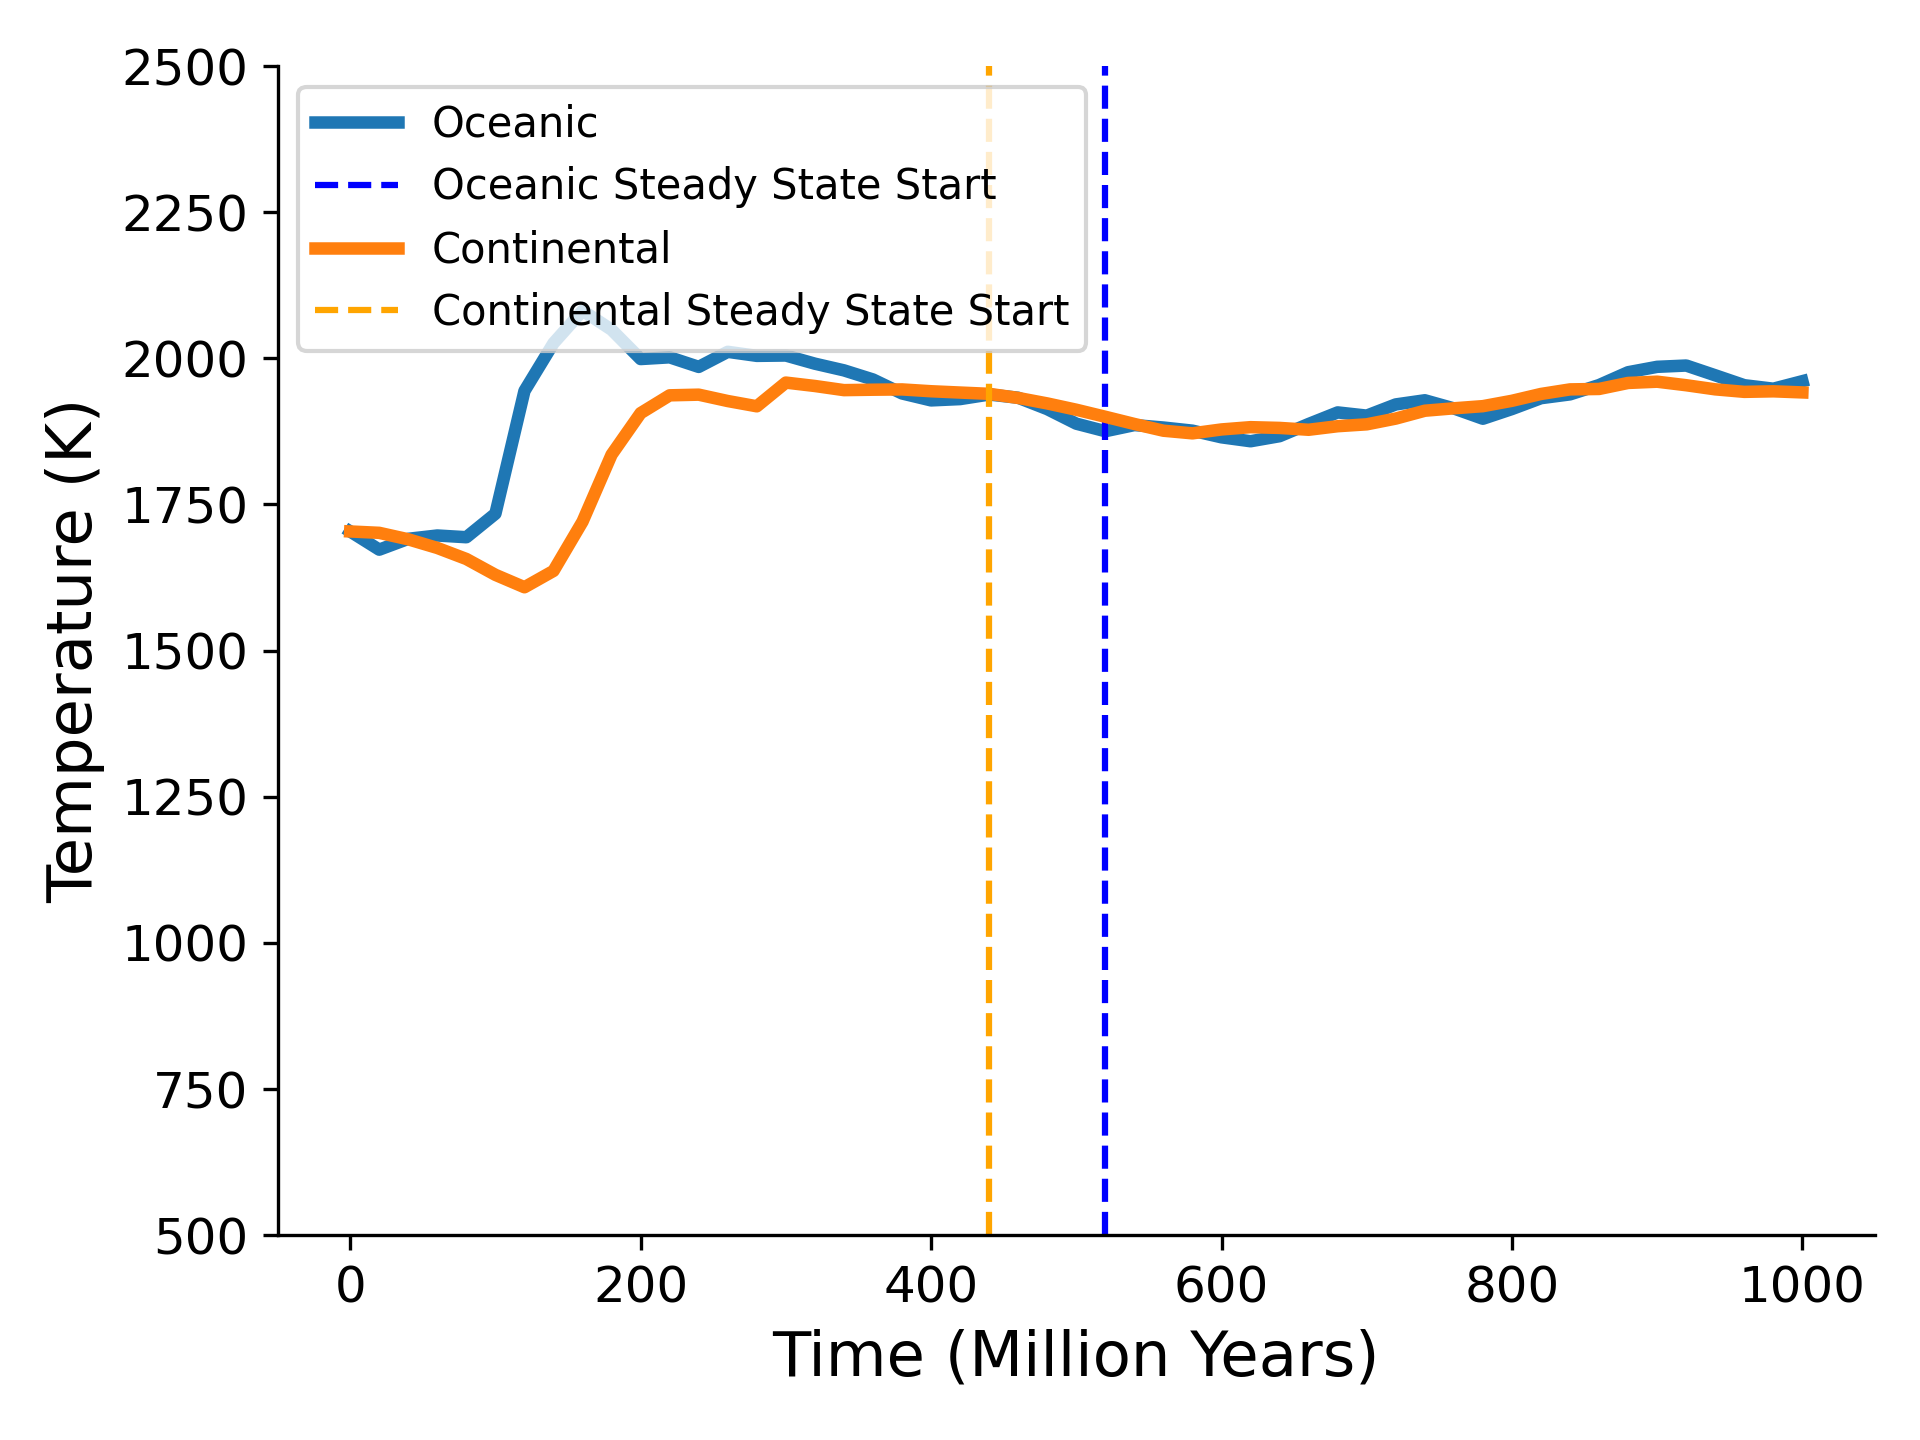 2500
2250
2000
1750
1500
1250
1000
750
500
Temperature (K)
Oceanic
Oceanic Steady State Start
Continental
Continental Steady State Start
0 200 400 600 800 1000
Time (Million Years)